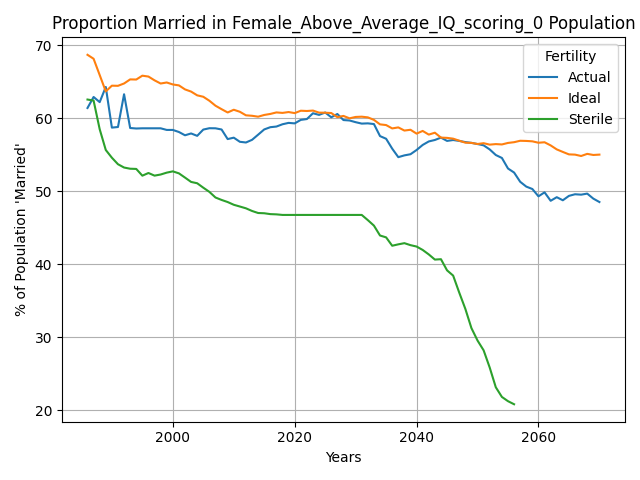 Proportion Married in Female_Above_Average_IQ_scoring_0 Population
70
60
50
40
30
20
% of Population 'Married'
Fertility
Actual
Ideal
Sterile
2000
2020
2040
2060
Years